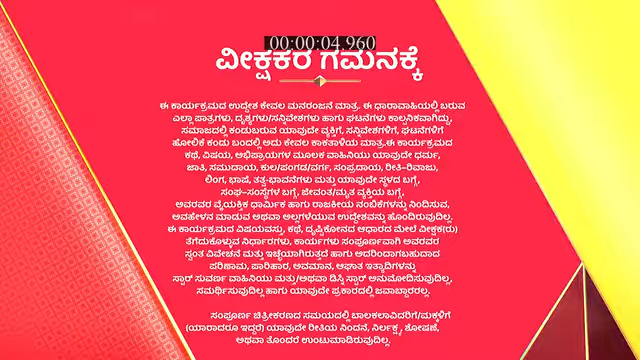 00:00:04.960
ವೀಕ್ಷಕರ ಗಮನಕ್ಕೆ
ಈ ಕಾರ್ಯಕ್ರಮದ ಉದ್ದೇಶ ಕೇವಲ ಮನರಂಜನೆ ಮಾತ್ರ. ಈ ಧಾರಾವಾಹಿಯಲ್ಲಿ ಬರುವ
ಎಲ್ಲಾ ಪಾತ್ರಗಳು, ದೃಶ್ಯಗಳು/ಸನ್ನಿವೇಶಗಳು ಹಾಗು ಘಟನೆಗಳು ಕಾಲ್ಪನಿಕವಾಗಿದ್ದು,
ಸಮಾಜದಲ್ಲಿ ಕಂಡುಬರುವ ಯಾವುದೇ ವ್ಯಕ್ತಿಗೆ, ಸನ್ನಿವೇಶಗಳಿಗೆ, ಘಟನೆಗಳಿಗೆ
ಹೋಲಿಕೆ ಕಂಡು ಬಂದಲ್ಲಿ ಅದು ಕೇವಲ ಕಾಕತಾಳಿಯ ಮಾತ್ರ.ಈ ಕಾರ್ಯಕ್ರಮದ
ಕಥೆ, ವಿಷಯ, ಅಭಿಪ್ರಾಯಗಳ ಮೂಲಕ ವಾಹಿನಿಯು ಯಾವುದೇ ಧರ್ಮ,
ಜಾತಿ, ಸಮುದಾಯ, ಕುಲ/ಪಂಗಡ/ವರ್ಗ, ಸಂಪ್ರದಾಯ, ರೀತಿ-ರಿವಾಜು,
ಲಿಂಗ, ಭಾಷೆ, ತತ್ವ-ಭಾವನೆಗಳು ಮತ್ತು ಯಾವುದೇ ಸ್ಥಳದ ಬಗ್ಗೆ,
ಸಂಘ-ಸಂಸ್ಥೆಗಳ ಬಗ್ಗೆ, ಜೀವಂತ/ಮೃತ ವ್ಯಕ್ತಿಯ ಬಗ್ಗೆ,
ಅವರವರ ವೈಯಕ್ತಿಕ ಧಾರ್ಮಿಕ ಹಾಗು ರಾಜಕೀಯ ನಂಬಿಕೆಗಳನ್ನು ನಿಂದಿಸುವ,
ಅವಹೇಳನ ಮಾಡುವ ಅಥವಾ ಅಲ್ಲಗಳೆಯುವ ಉದ್ದೇಶವನ್ನು ಹೊಂದಿರುವುದಿಲ್ಲ.
ಈ ಕಾರ್ಯಕ್ರಮದ ವಿಷಯವಸ್ತು, ಕಥೆ, ದೃಷ್ಟಿಕೋನದ ಆಧಾರದ ಮೇಲೆ ವೀಕ್ಷಕ(ರು)
ತೆಗೆದುಕೊಳ್ಳುವ ನಿರ್ಧಾರಗಳು, ಕಾರ್ಯಗಳು ಸಂಪೂರ್ಣವಾಗಿ ಅವರವರ
ಸ್ವಂತ ವಿವೇಚನೆ ಮತ್ತು ಇಚ್ಛೆಯಾಗಿರುತ್ತದೆ ಹಾಗು ಅದರಿಂದಾಗಬಹುದಾದ
ಪರಿಣಾಮ, ಪಾರಿಹಾರ, ಅವಮಾನ, ಆಘಾತ ಇತ್ಯಾದಿಗಳನ್ನು
ಸ್ಟಾರ್ ಸುವರ್ಣ ವಾಹಿನಿಯು ಮತ್ತು/ಅಥವಾ ಡಿಸ್ನಿ ಸ್ಟಾರ್ ಅನುಮೋದಿಸುವುದಿಲ್ಲ,
ಸಮರ್ಥಿಸುವುದಿಲ್ಲ ಹಾಗು ಯಾವುದೇ ಪ್ರಕಾರದಲ್ಲಿ ಜವಾಬ್ದಾರರಲ್ಲ.
ಸಂಪೂರ್ಣ ಚಿತ್ರೀಕರಣದ ಸಮಯದಲ್ಲಿ ಬಾಲಕಲಾವಿದರಿಗೆ/ಮಕ್ಕಳಿಗೆ
(ಯಾರಾದರೂ ಇದ್ದರೆ) ಯಾವುದೇ ರೀತಿಯ ನಿಂದನೆ, ನಿರ್ಲಕ್ಷ್ಯ, ಶೋಷಣೆ,
ಅಥವಾ ತೊಂದರೆ ಉಂಟುಮಾಡಿರುವುದಿಲ್ಲ.